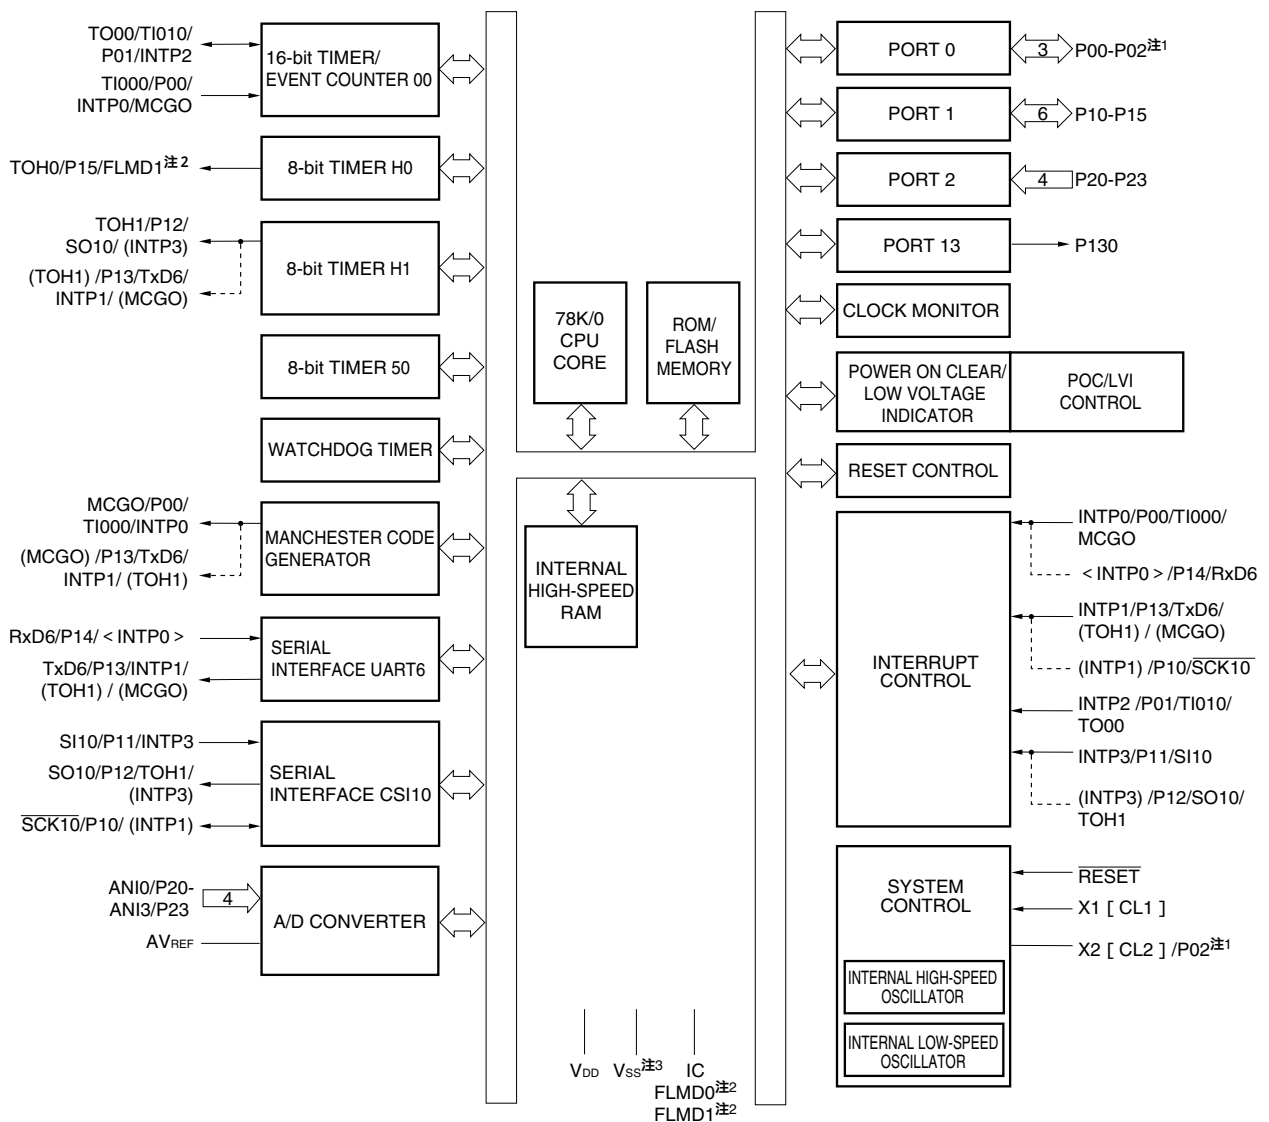 TO00/TI010/
P01/INTP2
TI000/P00/
INTP0/MCGO
16-bit TIMER/
EVENT COUNTER 00
TOH0/P15/FLMD1注2
8-bit TIMER H0
TOH1/P12/
SO10/ (INTP3)
(TOH1) /P13/TxD6/
INTP1/ (MCGO)
8-bit TIMER H1
8-bit TIMER 50
WATCHDOG TIMER
MCGO/P00/
TI000/INTP0
(MCGO) /P13/TxD6/
INTP1/ (TOH1)
MANCHESTER CODE
GENERATOR
RxD6/P14/ < INTP0 >
TxD6/P13/INTP1/
(TOH1) / (MCGO)
SERIAL
INTERFACE UART6
SI10/P11/INTP3
SO10/P12/TOH1/
(INTP3)
SCK10/P10/ (INTP1)
SERIAL
INTERFACE CSI10
ANI0/P20-
ANI3/P23
4
AVREF
A/D CONVERTER
78K/0
CPU
CORE
ROM/
FLASH
MEMORY
INTERNAL
HIGH-SPEED
RAM
VDD
VSS注3
IC
FLMD0注2
FLMD1注2
PORT 0
3
P00-P02注1
PORT 1
6
P10-P15
PORT 2
4
P20-P23
PORT 13
P130
CLOCK MONITOR
POWER ON CLEAR/
LOW VOLTAGE
INDICATOR
POC/LVI
CONTROL
RESET CONTROL
INTERRUPT
CONTROL
INTP0/P00/TI000/
MCGO
< INTP0 > /P14/RxD6
INTP1/P13/TxD6/
(TOH1) / (MCGO)
(INTP1) /P10/SCK10
INTP2 /P01/TI010/
TO00
INTP3/P11/SI10
(INTP3) /P12/SO10/
TOH1
SYSTEM
CONTROL
RESET
X1 [ CL1 ]
X2 [ CL2 ] /P02注1
INTERNAL HIGH-SPEED
OSCILLATOR
INTERNAL LOW-SPEED
OSCILLATOR